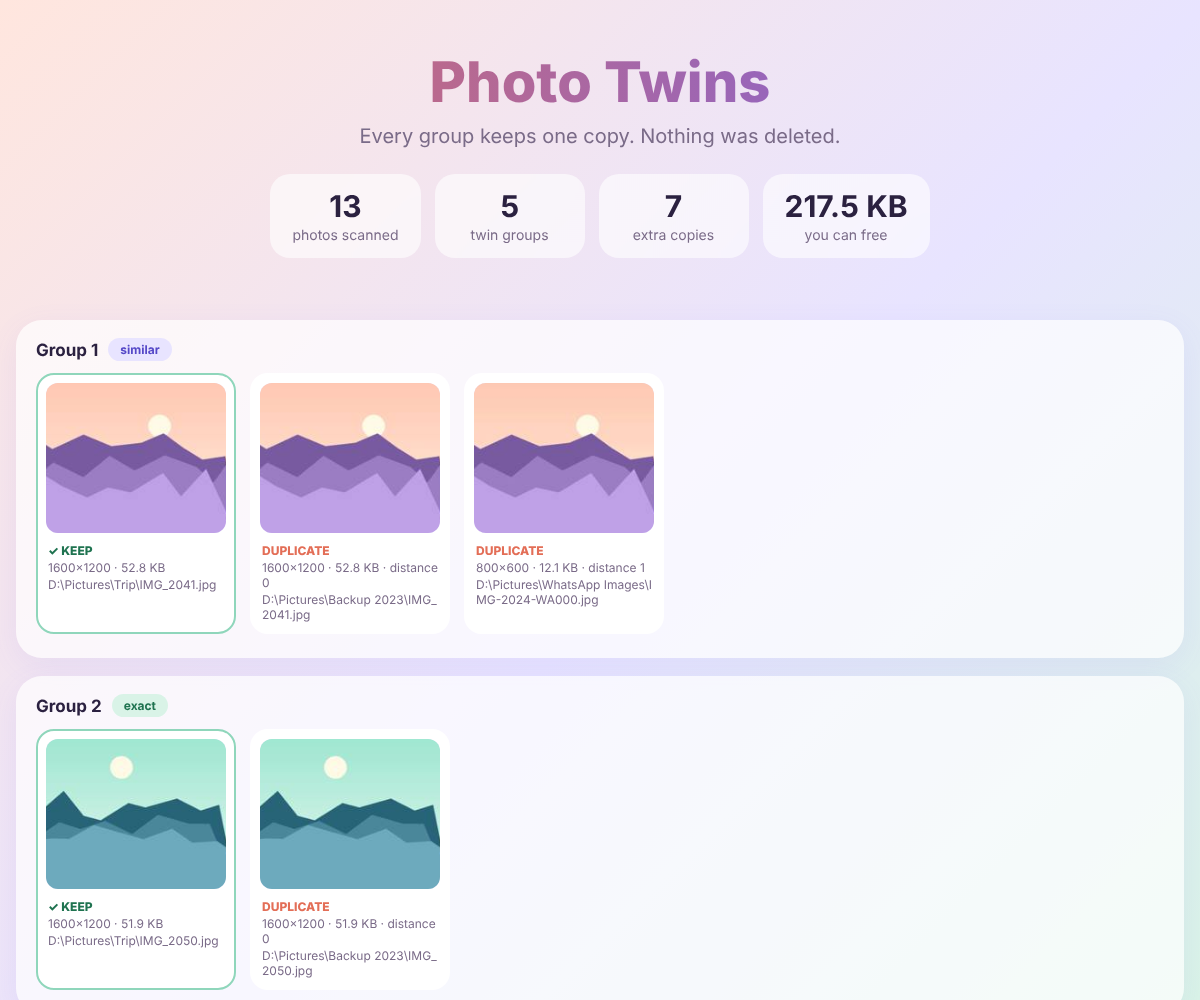 Photo Twins
Every group keeps one copy. Nothing was deleted.
13
photos scanned
5
twin groups
7
extra copies
217.5 KB
you can free
Group 1
similar
✓ KEEP
1600×1200 · 52.8 KB
D:\Pictures\Trip\IMG_2041.jpg
DUPLICATE
1600×1200 · 52.8 KB · distance
0
D:\Pictures\Backup 2023\IMG_
2041.jpg
DUPLICATE
800×600 · 12.1 KB · distance 1
D:\Pictures\WhatsApp Images\I
MG-2024-WA000.jpg
Group 2
exact
✓ KEEP
1600×1200 · 51.9 KB
D:\Pictures\Trip\IMG_2050.jpg
DUPLICATE
1600×1200 · 51.9 KB · distance
0
D:\Pictures\Backup 2023\IMG_
2050.jpg